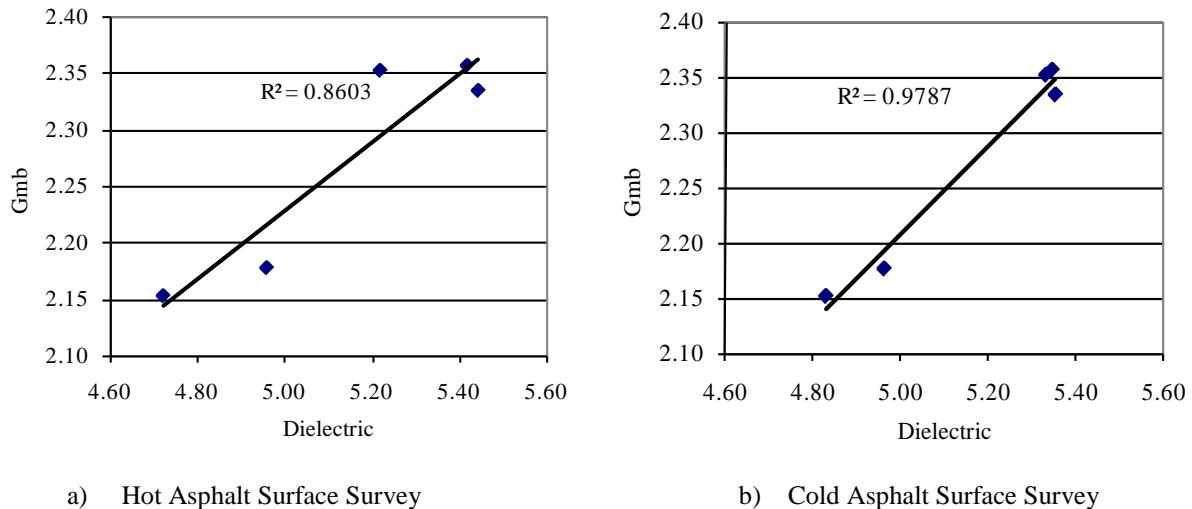 2.40
2.35
2.30
2.25
2.20
2.15
2.10
Gmb
R² = 0.8603
4.60 4.80 5.00 5.20 5.40 5.60
Dielectric
a) Hot Asphalt Surface Survey
2.40
2.35
2.30
2.25
2.20
2.15
2.10
Gmb
R² = 0.9787
4.60 4.80 5.00 5.20 5.40 5.60
Dielectric
b) Cold Asphalt Surface Survey